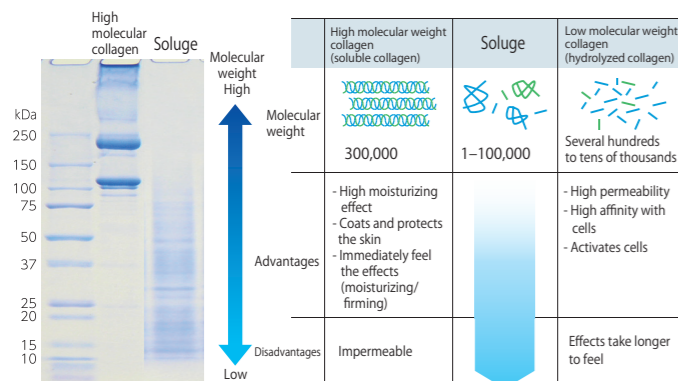 High
molecular
collagen
Soluge
Molecular
weight
High
kDa
250
150
100
75
50
37
25
20
15
10
Low
High molecular weight
collagen
(soluble collagen)
Soluge
Low molecular weight
collagen
(hydrolyzed collagen)
Molecular
weight
300,000
1–100,000
Several hundreds
to tens of thousands
Advantages
- High moisturizing
effect
- Coats and protects
the skin
- Immediately feel
the effects
(moisturizing/
firming)
- High permeability
- High affinity with
cells
- Activates cells
Disadvantages
Impermeable
Effects take longer
to feel